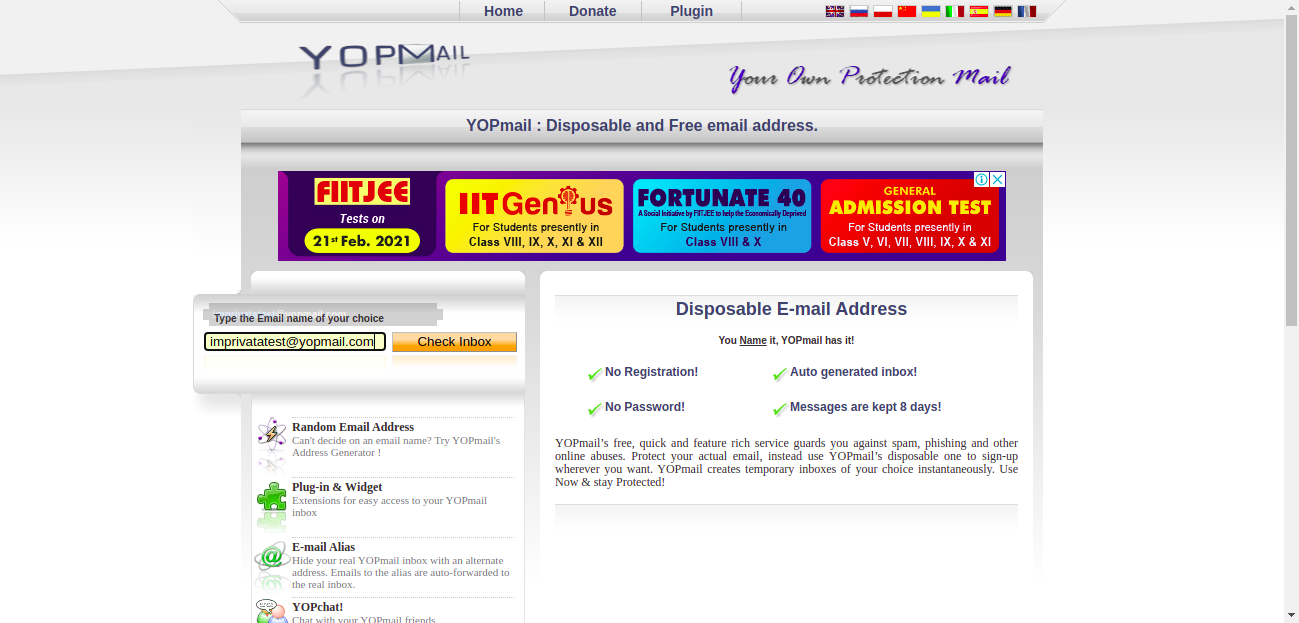 Home Donate Plugin
YOPMAIL
Your Own Protection Mail
YOPmail : Disposable and Free email address.
FIITJEE
Tests on
21st Feb. 2021
IIT Genius
For Students presently in
Class VIII, IX, X, XI & XII
FORTUNATE 40
A Social Initiative by FIITJEE to help the Economically Deprived
For Students presently in
Class VIII & X
GENERAL
ADMISSION TEST
For Students presently in
Class V, VI, VII, VIII, IX, X & XI
Type the Email name of your choice
imprivatatest@yopmail.com
Check Inbox
Random Email Address
Can't decide on an email name? Try YOPmail's
Address Generator !
Plug-in & Widget
Extensions for easy access to your YOPmail
inbox
E-mail Alias
Hide your real YOPmail inbox with an alternate
address. Emails to the alias are auto-forwarded to
the real inbox.
YOPchat!
Chat with your YOPmail friends.
Disposable E-mail Address
You Name it, YOPmail has it!
No Registration! Auto generated inbox!
No Password! Messages are kept 8 days!
YOPmail’s free, quick and feature rich service guards you against spam, phishing and other
online abuses. Protect your actual email, instead use YOPmail’s disposable one to sign-up
wherever you want. YOPmail creates temporary inboxes of your choice instantaneously. Use
Now & stay Protected!